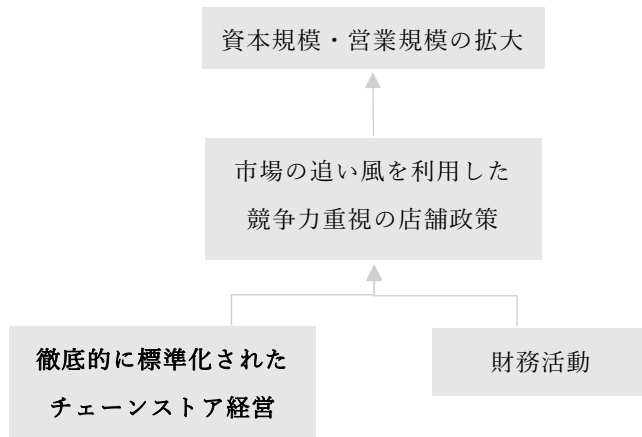 資本規模・営業規模の拡大
市場の追い風を利用した
競争力重視の店舗政策
徹底的に標準化された
チェーンストア経営
財務活動